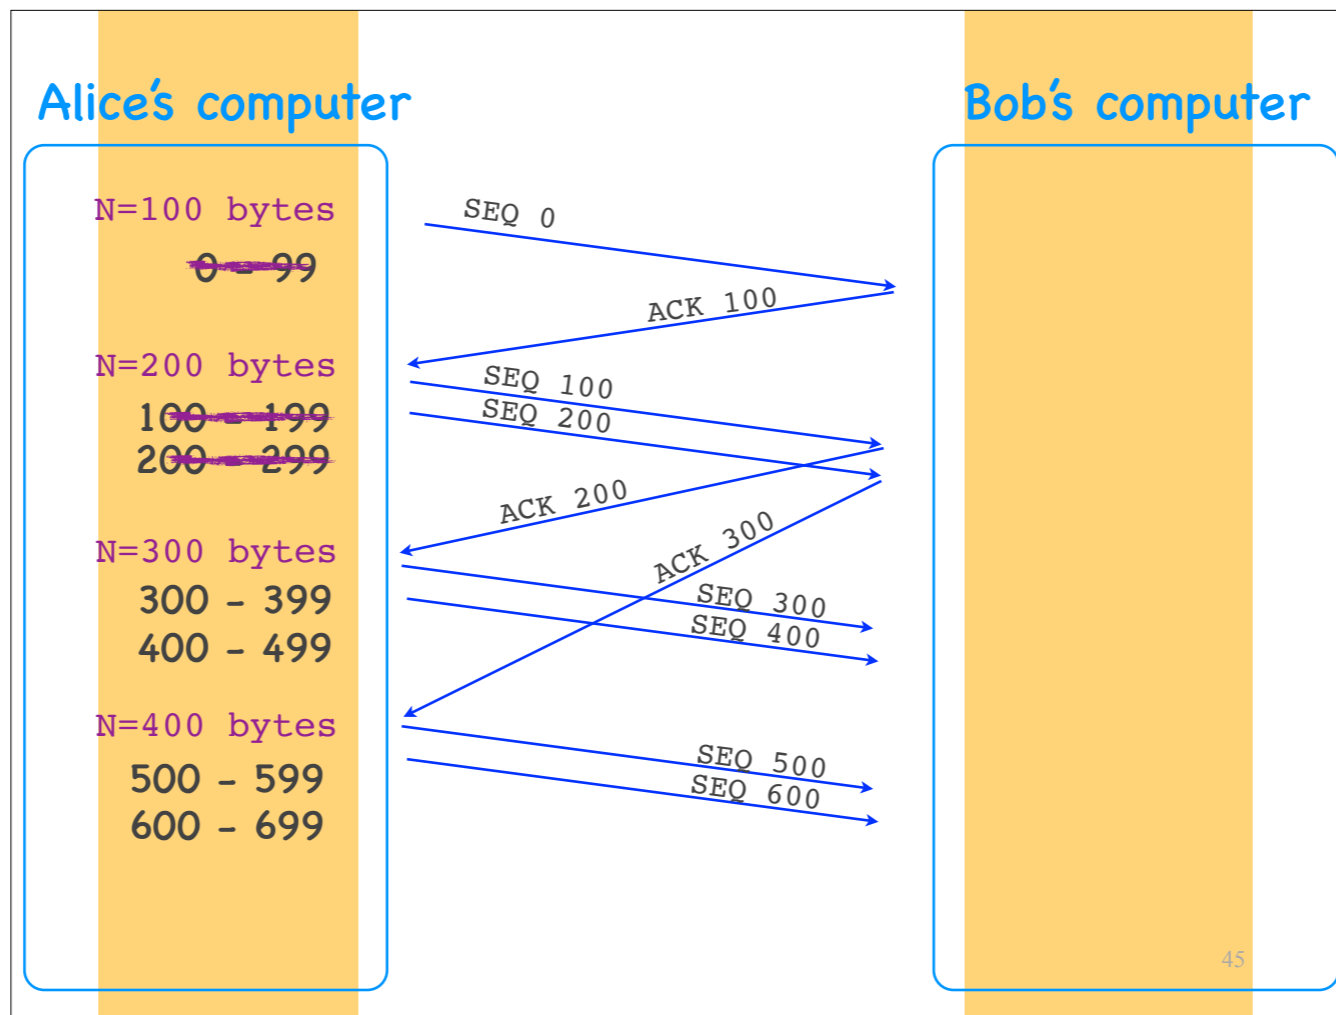 Alice's computer
Bob's computer
N=100 bytes
0 - 99
SEQ 0
ACK 100
N=200 bytes
100 - 199
200 - 299
SEQ 100
SEQ 200
ACK 200
ACK 300
N=300 bytes
300 - 399
400 - 499
SEQ 300
SEQ 400
N=400 bytes
500 - 599
600 - 699
SEQ 500
SEQ 600
45